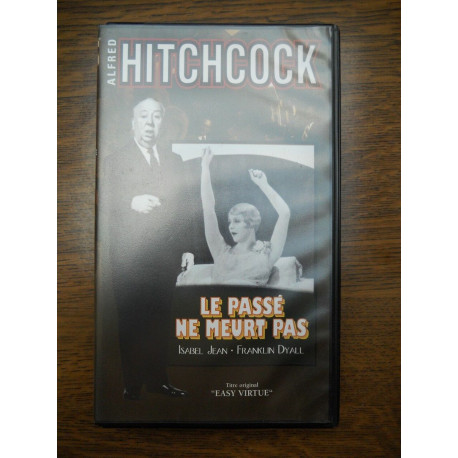 ALFRED
HITCHCOCK
LE PASSÉ
NE MEURT PAS
ISABEL JEAN - FRANKLIN DYALL
Titre original
"EASY VIRTUE"